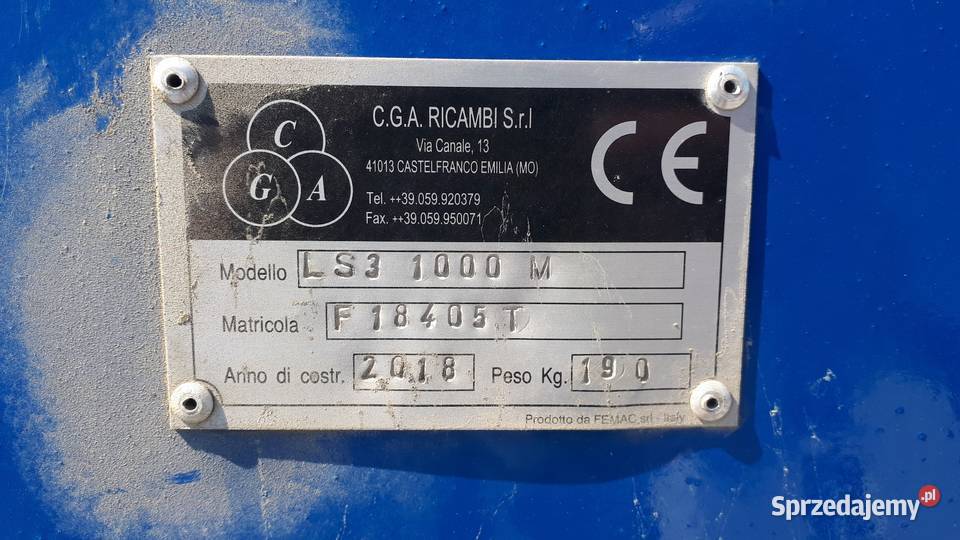 C
G A
C.G.A. RICAMBI S.r.l
Via Canale, 13
41013 CASTELFRANCO EMILIA (MO)
Tel. ++39.059.920379
Fax. ++39.059.950071
CE
Modello LS3 1000 M
Matricola F18405T
Anno di costr. 2018 Peso Kg. 190
Prodotto da FEMAC srl - Italy
Sprzedajemy.pl